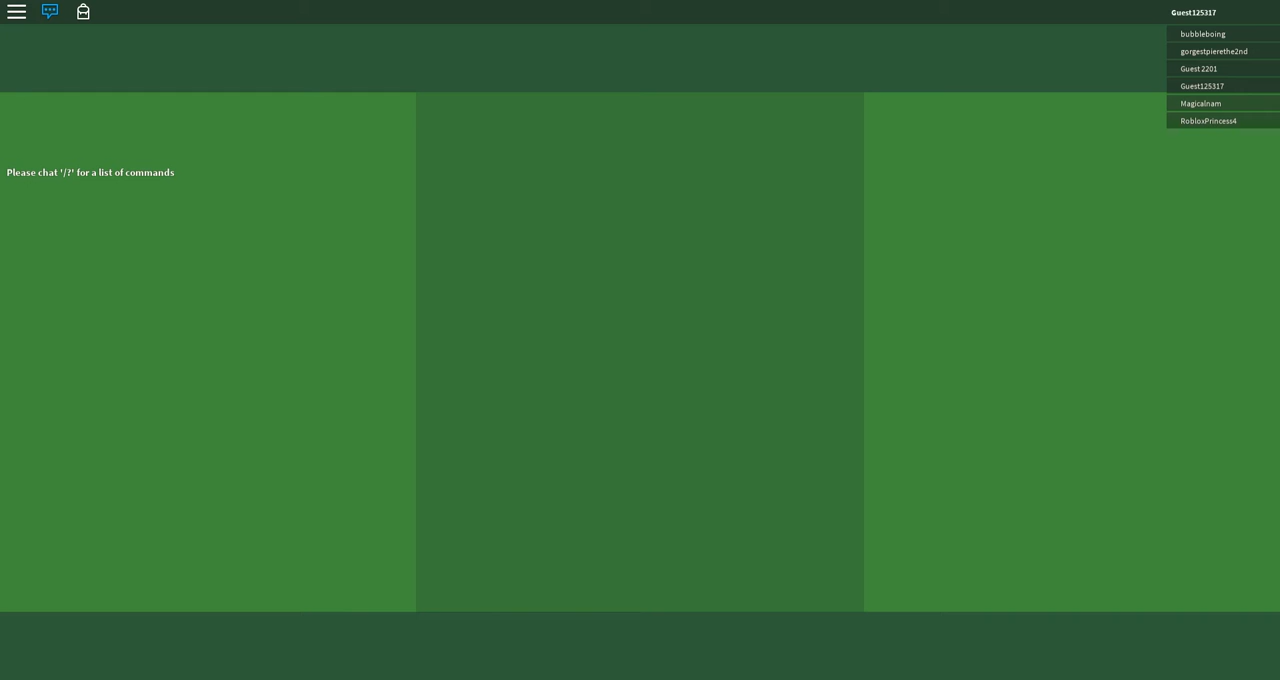 Guest125317
bubbleboing
gorgestpierethe2nd
Guest 2201
Guest125317
Magicalnam
RobloxPrincess4
Please chat '/?' for a list of commands